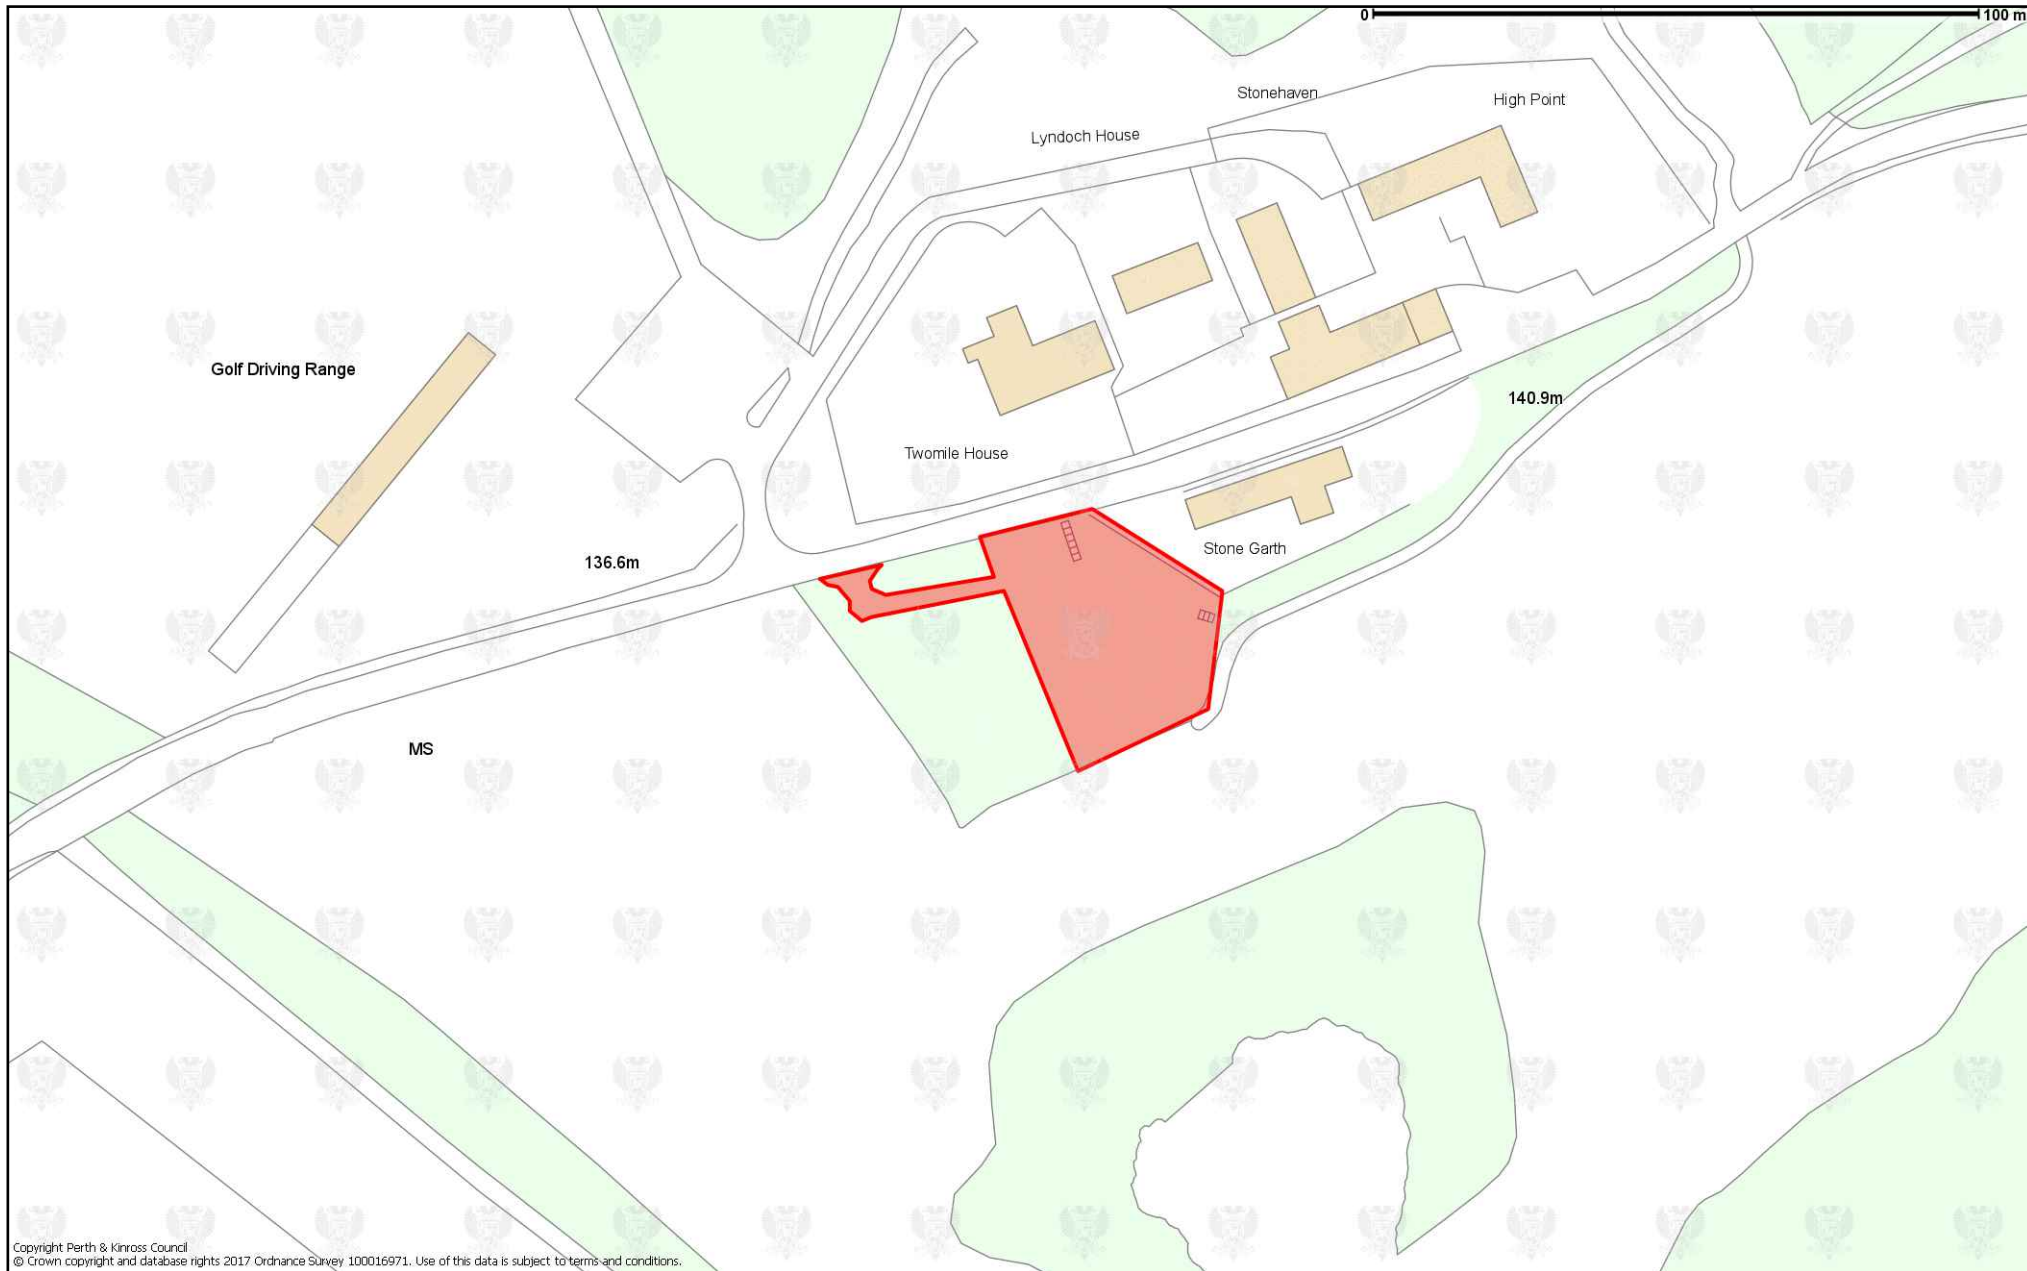 0
100 m
Stonehaven
High Point
Lyndoch House
Golf Driving Range
140.9m
Twomile House
Stone Garth
136.6m
MS
Copyright Perth & Kinross Council
© Crown copyright and database rights 2017 Ordnance Survey 100016971. Use of this data is subject to terms and conditions.